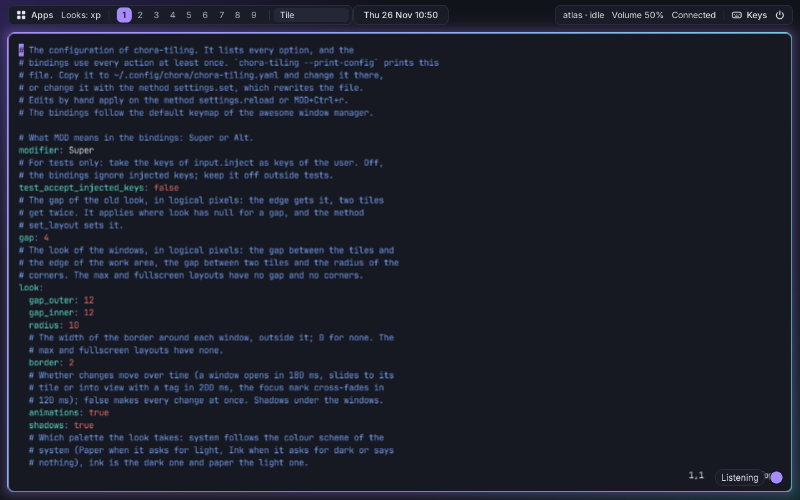 Apps Looks: xp 1 2 3 4 5 6 7 8 9 Tile Thu 26 Nov 10:50 atlas · idle Volume 50% Connected Keys
# The configuration of chora-tiling. It lists every option, and the
# bindings use every action at least once. `chora-tiling --print-config` prints this
# file. Copy it to ~/.config/chora/chora-tiling.yaml and change it there,
# or change it with the method settings.set, which rewrites the file.
# Edits by hand apply on the method settings.reload or MOD+Ctrl+r.
# The bindings follow the default keymap of the awesome window manager.
# What MOD means in the bindings: Super or Alt.
modifier: Super
# For tests only: take the keys of input.inject as keys of the user. Off,
# the bindings ignore injected keys; keep it off outside tests.
test_accept_injected_keys: false
# The gap of the old look, in logical pixels: the edge gets it, two tiles
# get twice. It applies where look has null for a gap, and the method
# set_layout sets it.
gap: 4
# The look of the windows, in logical pixels: the gap between the tiles and
# the edge of the work area, the gap between two tiles and the radius of the
# corners. The max and fullscreen layouts have no gap and no corners.
look:
gap_outer: 12
gap_inner: 12
radius: 10
# The width of the border around each window, outside it; 0 for none. The
# max and fullscreen layouts have none.
border: 2
# Whether changes move over time (a window opens in 180 ms, slides to its
# tile or into view with a tag in 200 ms, the focus mark cross-fades in
# 120 ms); false makes every change at once. Shadows under the windows.
animations: true
shadows: true
# Which palette the look takes: system follows the colour scheme of the
# system (Paper when it asks for light, Ink when it asks for dark or says
# nothing), ink is the dark one and paper the light one.
1,1 Listening